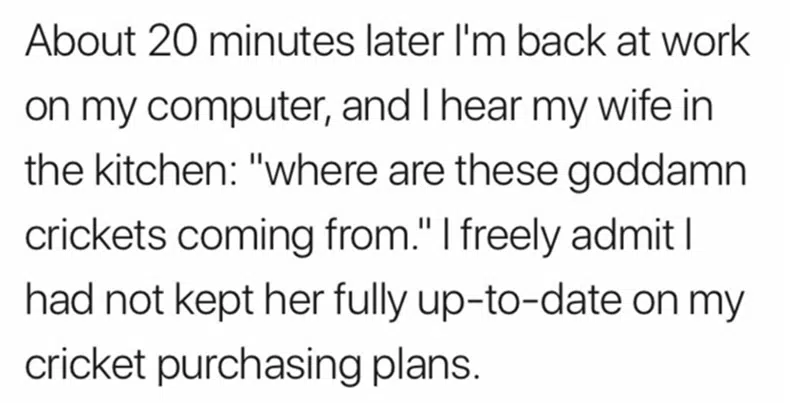 About 20 minutes later I'm back at work
on my computer, and I hear my wife in
the kitchen: "where are these goddamn
crickets coming from." I freely admit I
had not kept her fully up-to-date on my
cricket purchasing plans.